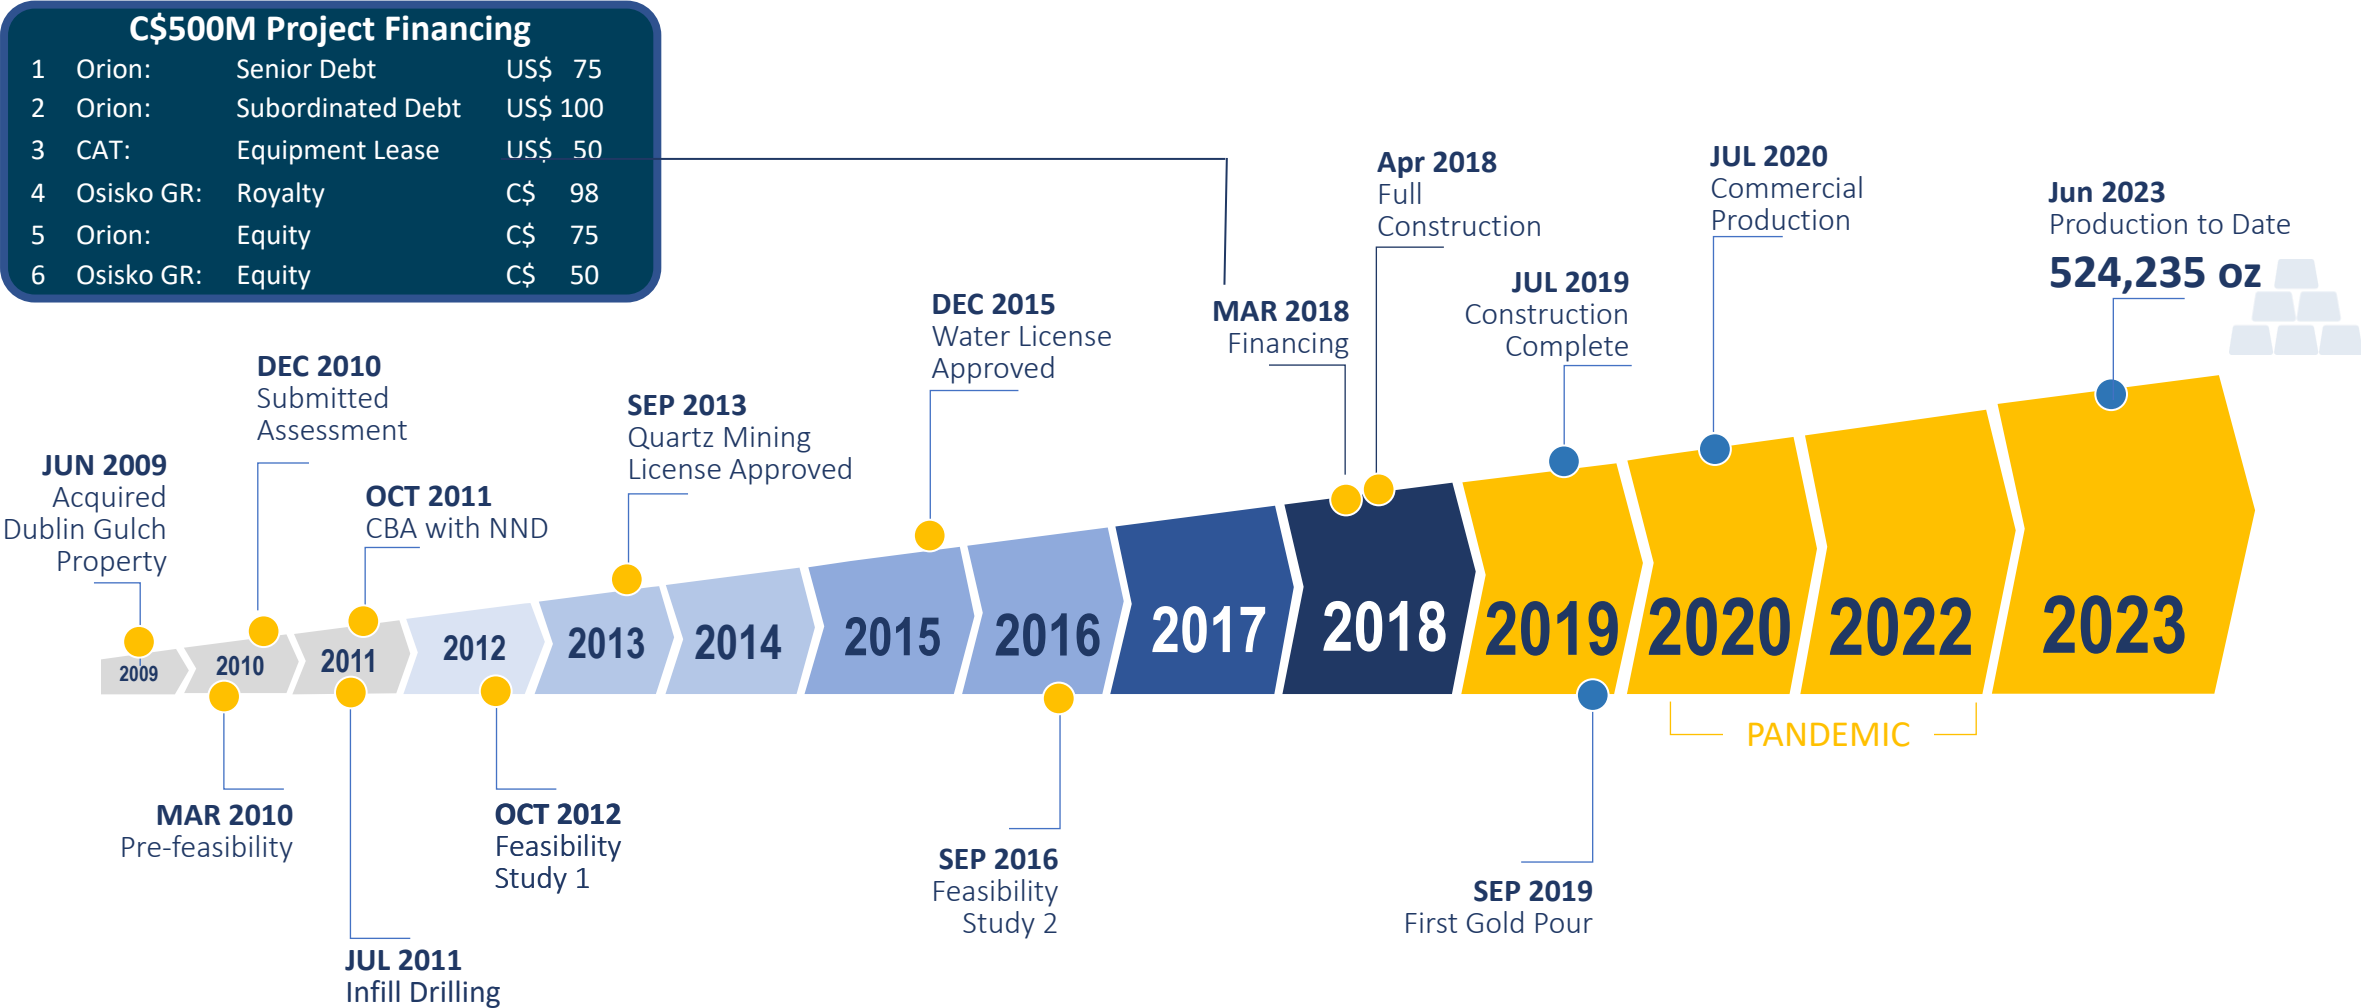 C$500M Project Financing
1 Orion: Senior Debt US$ 75
2 Orion: Subordinated Debt US$ 100
3 CAT: Equipment Lease US$ 50
4 Osisko GR: Royalty C$ 98
5 Orion: Equity C$ 75
6 Osisko GR: Equity C$ 50
JUN 2009
Acquired
Dublin Gulch
Property
DEC 2010
Submitted
Assessment
OCT 2011
CBA with NND
SEP 2013
Quartz Mining
License Approved
DEC 2015
Water License
Approved
MAR 2018
Financing
Apr 2018
Full
Construction
JUL 2019
Construction
Complete
JUL 2020
Commercial
Production
Jun 2023
Production to Date
524,235 oz
2009
2010
2011
2012
2013
2014
2015
2016
2017
2018
2019
2020
2022
2023
PANDEMIC
MAR 2010
Pre-feasibility
JUL 2011
Infill Drilling
OCT 2012
Feasibility
Study 1
SEP 2016
Feasibility
Study 2
SEP 2019
First Gold Pour